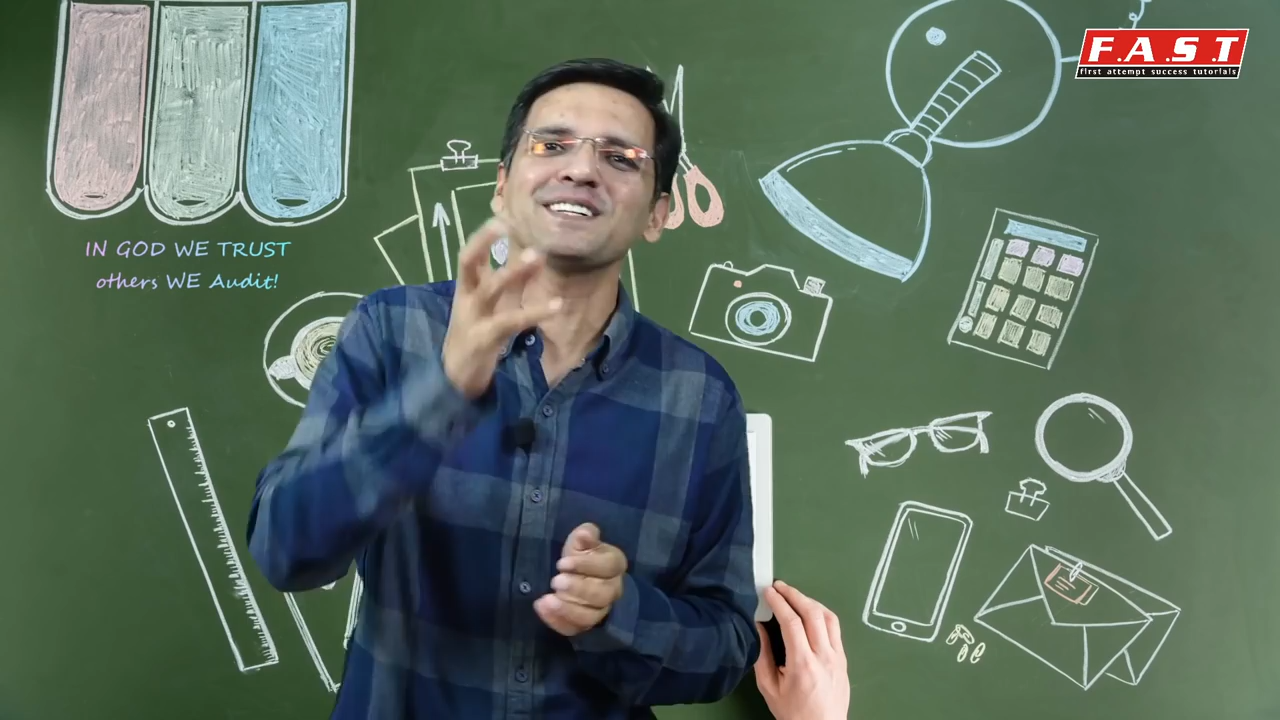 F.A.S.T
first attempt success tutorials
IN GOD WE TRUST
others WE Audit!